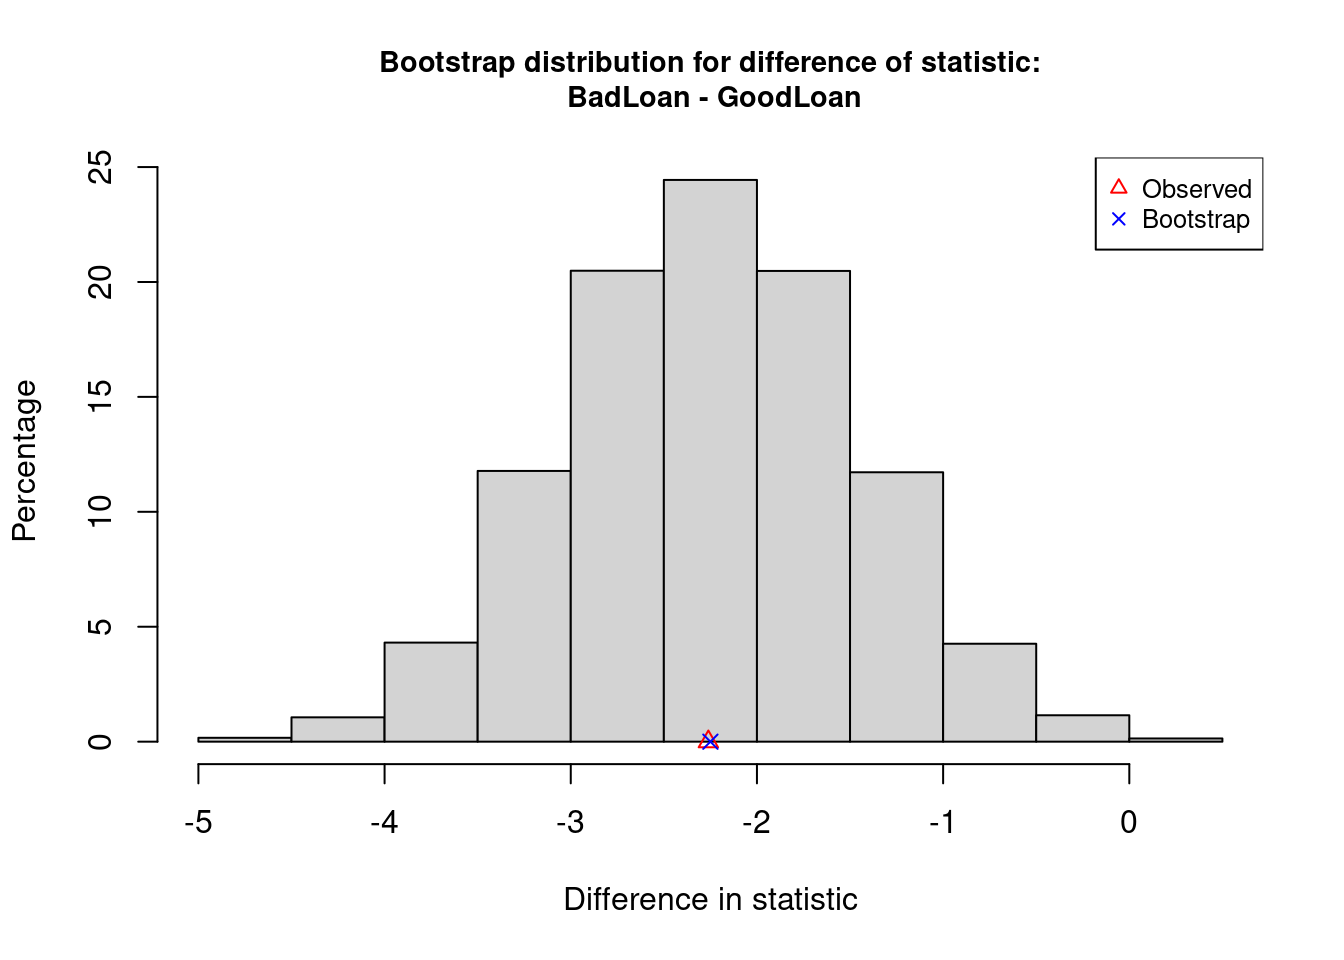 Bootstrap distribution for difference of statistic:
BadLoan - GoodLoan
Observed
Bootstrap
Percentage
25
20
15
10
5
0
-5 -4 -3 -2 -1 0
Difference in statistic